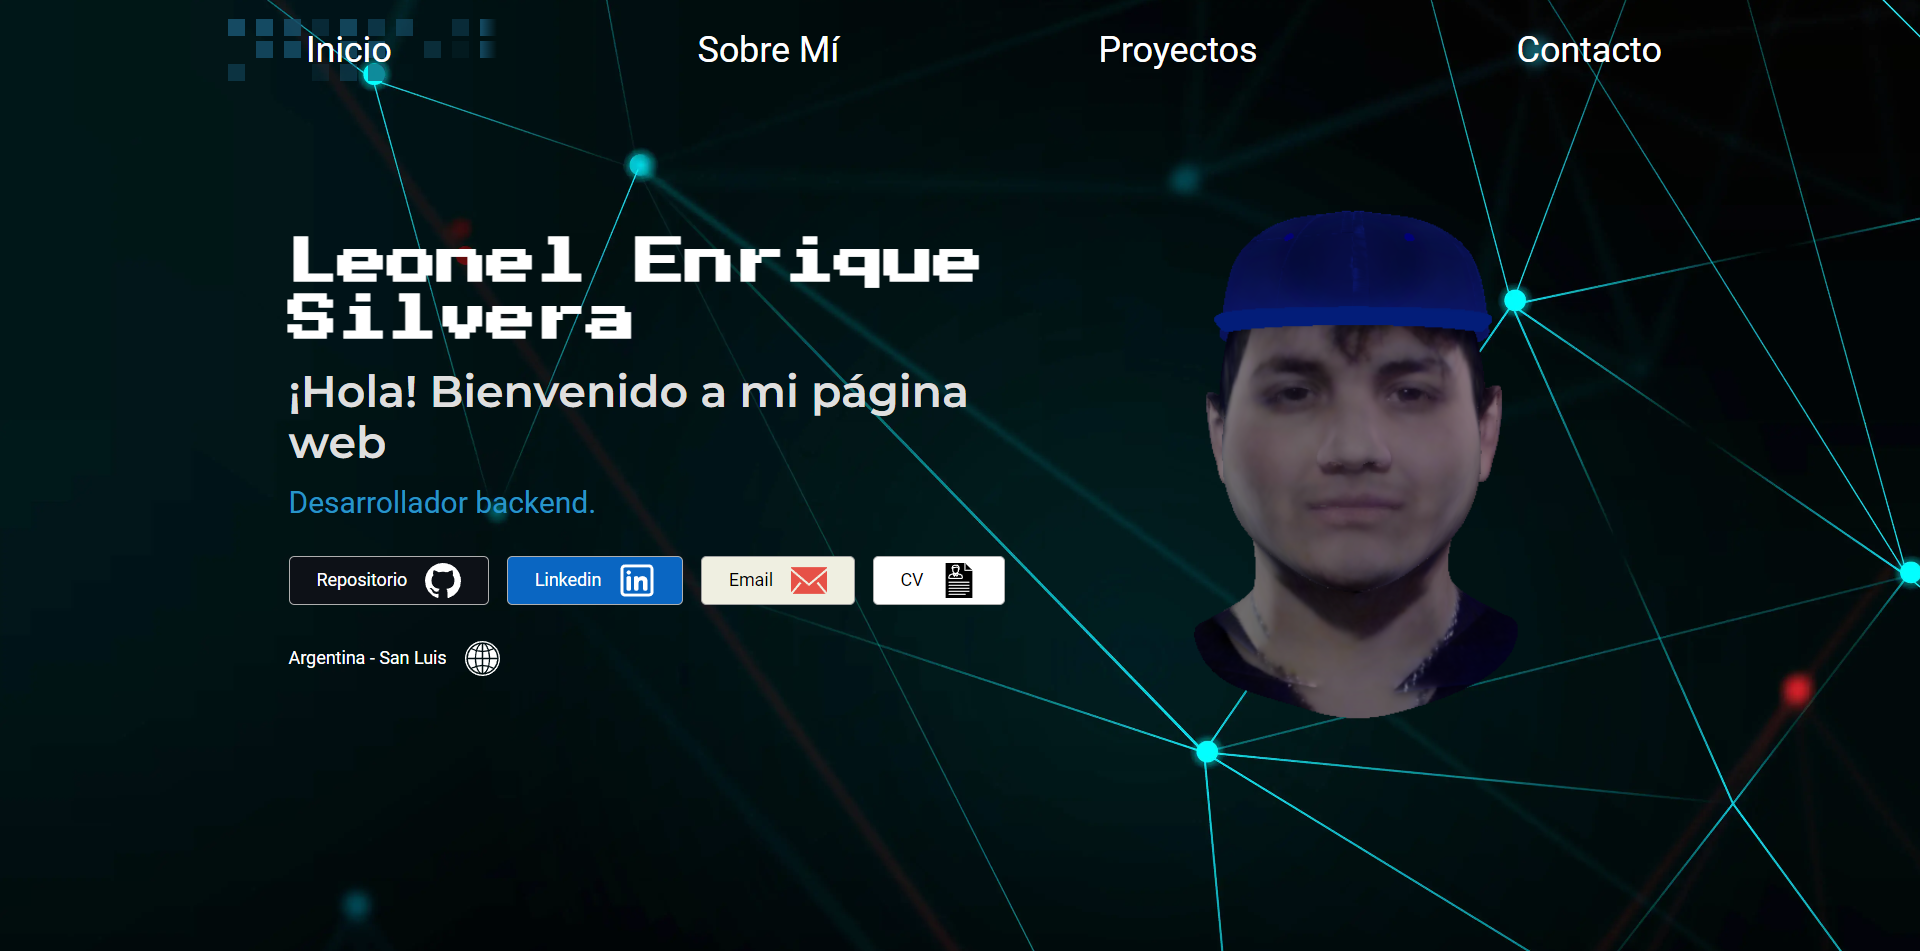 Inicio
Sobre Mí
Proyectos
Contacto
Leonel Enrique
Silvera
¡Hola! Bienvenido a mi página
web
Desarrollador backend.
Repositorio
Linkedin
in
Email
CV
Argentina - San Luis